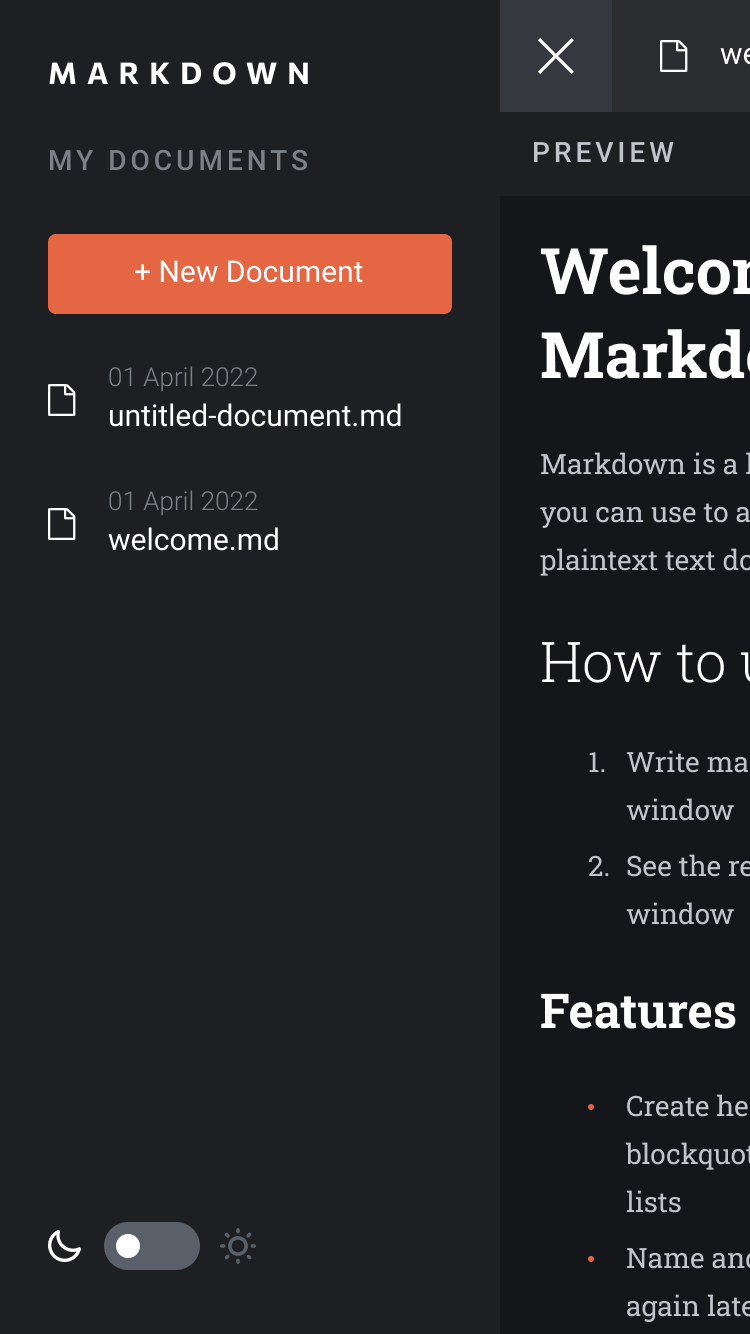 MARKDOWN
MY DOCUMENTS
+ New Document
01 April 2022
untitled-document.md
01 April 2022
welcome.md
PREVIEW
Markdown is a
you can use to a
plaintext text
How to
1. Write
window
2. See the
window
Features
• Create
lists
• Name
again